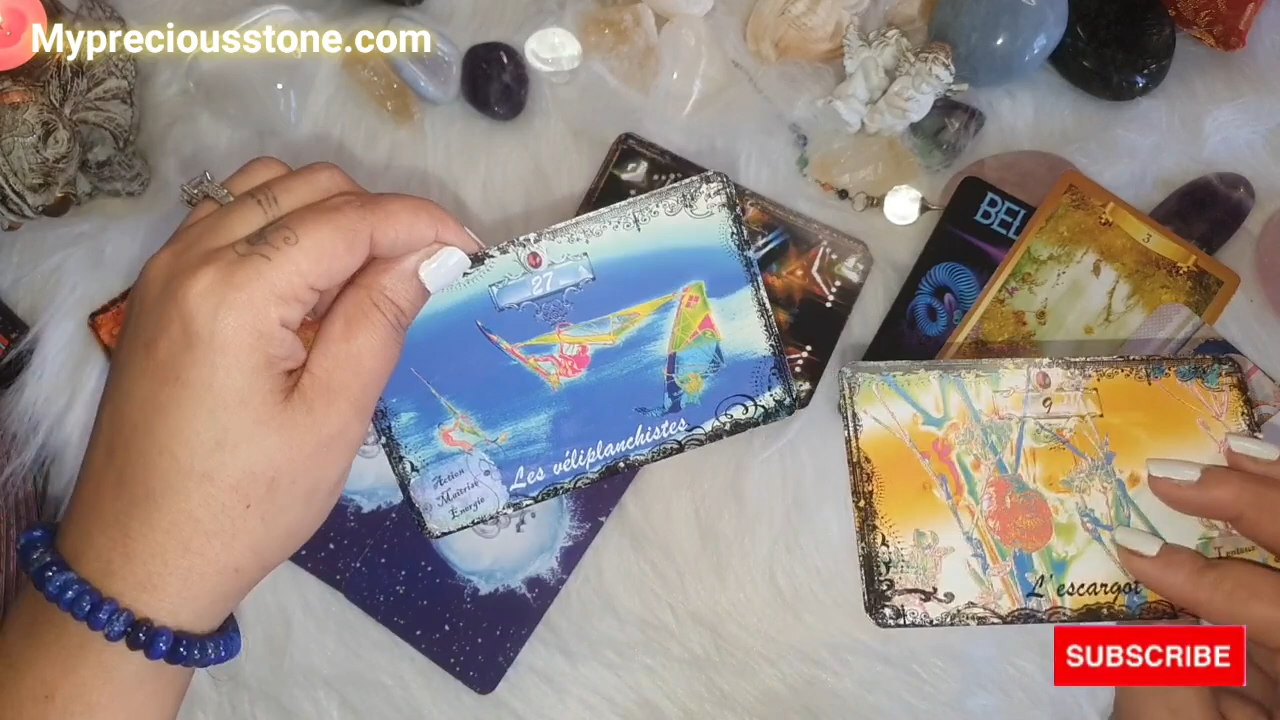 Mypreciousstone.com
BEL
3
27
Les véliplanchistes
Action
Maîtrise
Énergie
9
L'escargot
SUBSCRIBE